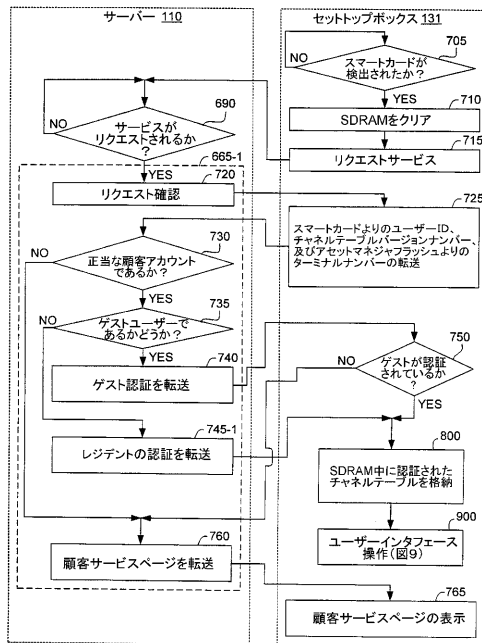 サーバー 110
セットトップボックス 131
705
スマートカードが
検出されたか？
NO
YES
710
SDRAMをクリア
715
リクエストサービス
690
NO
サービスが
リクエストされるか
？
665-1
YES
720
リクエスト確認
725
スマートカードよりのユーザーID、
チャネルテーブルバージョンナンバー、
及びアセットマネジャフラッシュよりの
ターミナルナンバーの転送
730
正当な顧客アカウント
であるか？
NO
YES
735
ゲストユーザーで
あるかどうか？
NO
YES
740
ゲスト認証を転送
750
ゲストが認証
されているか
？
NO
YES
745-1
レジデントの認証を転送
800
SDRAM中に認証された
チャネルテーブルを格納
900
ユーザーインタフェース
操作(図9)
760
顧客サービスページを転送
765
顧客サービスページの表示